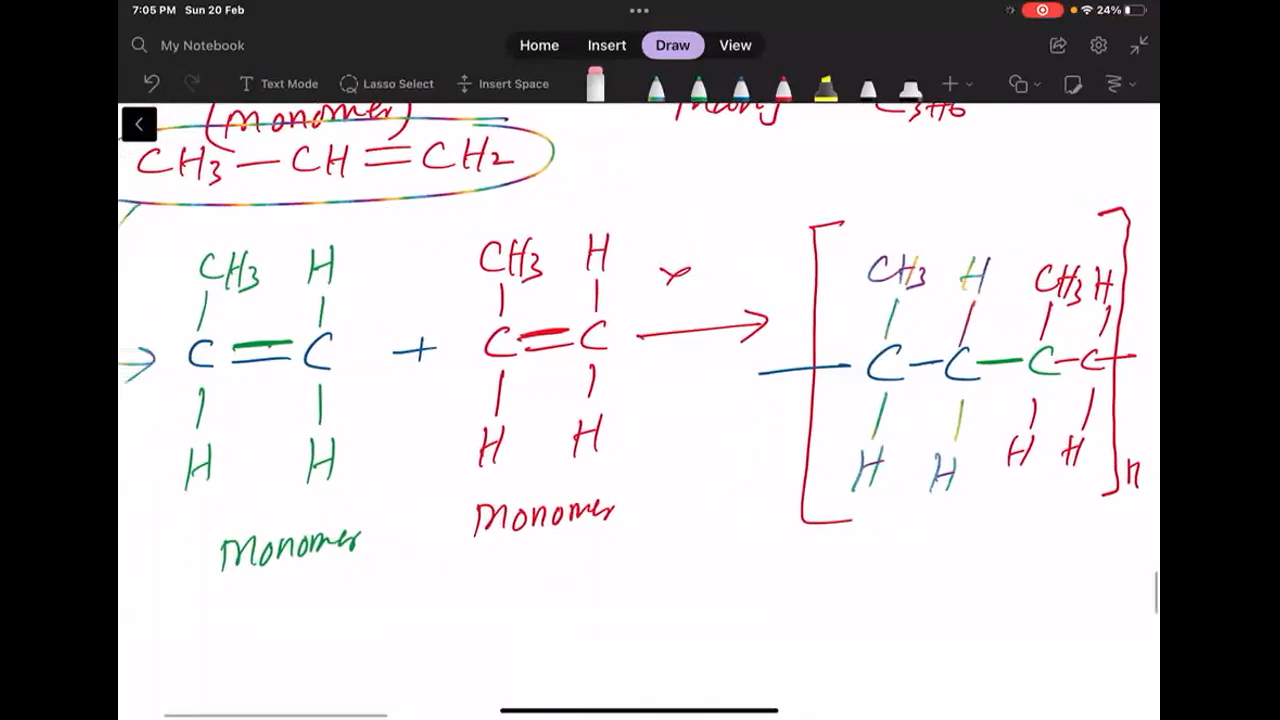 7:05 PM Sun 20 Feb
24%
My Notebook
Home Insert Draw View
Text Mode Lasso Select Insert Space
(Monomer)
C3H6
CH3 — CH = CH2
CH3 H CH3 H CH3 H CH3 H
C = C + C = C → [ — C — C — C — C — ]n
H H H H H H H H
Monomer Monomer